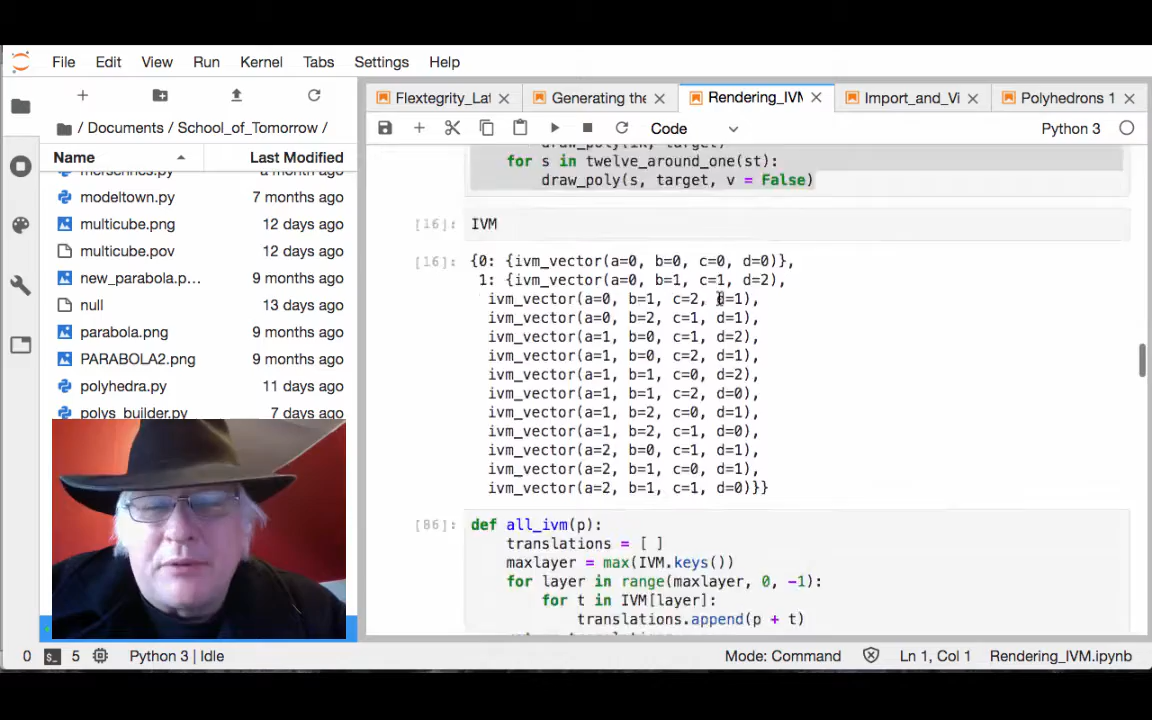 File Edit View Run Kernel Tabs Settings Help
Flextegrity_Lat Generating the Rendering_IVM Import_and_Vi Polyhedrons 1
/ Documents / School_of_Tomorrow /
Code Python 3
Name Last Modified
mersennes.py a month ago
modeltown.py 7 months ago
multicube.png 12 days ago
multicube.pov 12 days ago
new_parabola.p... 9 months ago
null 13 days ago
parabola.png 9 months ago
PARABOLA2.png 9 months ago
polyhedra.py 11 days ago
polys_builder.py 7 days ago
for s in twelve_around_one(st):
draw_poly(s, target, v = False)
[16]: IVM
[16]: {0: {ivm_vector(a=0, b=0, c=0, d=0)},
1: {ivm_vector(a=0, b=1, c=1, d=2),
ivm_vector(a=0, b=1, c=2, d=1),
ivm_vector(a=0, b=2, c=1, d=1),
ivm_vector(a=1, b=0, c=1, d=2),
ivm_vector(a=1, b=0, c=2, d=1),
ivm_vector(a=1, b=1, c=0, d=2),
ivm_vector(a=1, b=1, c=2, d=0),
ivm_vector(a=1, b=2, c=0, d=1),
ivm_vector(a=1, b=2, c=1, d=0),
ivm_vector(a=2, b=0, c=1, d=1),
ivm_vector(a=2, b=1, c=0, d=1),
ivm_vector(a=2, b=1, c=1, d=0)}}
[86]: def all_ivm(p):
translations = [ ]
maxlayer = max(IVM.keys())
for layer in range(maxlayer, 0, -1):
for t in IVM[layer]:
translations.append(p + t)
0 5 Python 3 | Idle Mode: Command Ln 1, Col 1 Rendering_IVM.ipynb